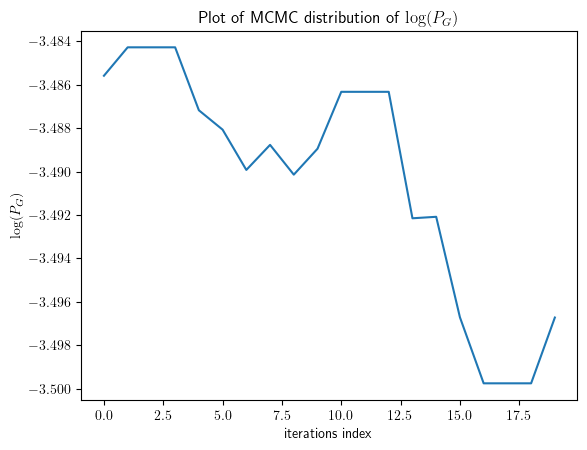 Plot of MCMC distribution of log(P_G)
log(P_G)
−3.484
−3.486
−3.488
−3.490
−3.492
−3.494
−3.496
−3.498
−3.500
0.0 2.5 5.0 7.5 10.0 12.5 15.0 17.5
iterations index